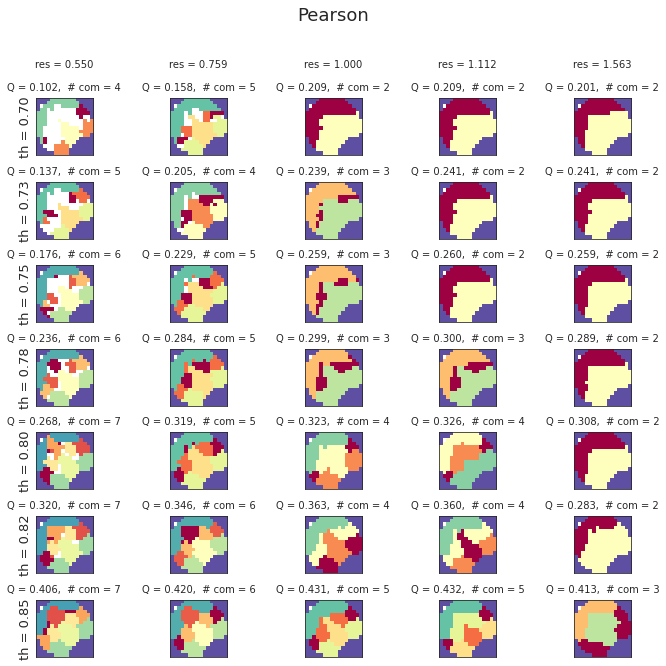 Pearson
res = 0.550 res = 0.759 res = 1.000 res = 1.112 res = 1.563
Q = 0.102, # com = 4 Q = 0.158, # com = 5 Q = 0.209, # com = 2 Q = 0.209, # com = 2 Q = 0.201, # com = 2
th = 0.70
Q = 0.137, # com = 5 Q = 0.205, # com = 4 Q = 0.239, # com = 3 Q = 0.241, # com = 2 Q = 0.241, # com = 2
th = 0.73
Q = 0.176, # com = 6 Q = 0.229, # com = 5 Q = 0.259, # com = 3 Q = 0.260, # com = 2 Q = 0.259, # com = 2
th = 0.75
Q = 0.236, # com = 6 Q = 0.284, # com = 5 Q = 0.299, # com = 3 Q = 0.300, # com = 3 Q = 0.289, # com = 2
th = 0.78
Q = 0.268, # com = 7 Q = 0.319, # com = 5 Q = 0.323, # com = 4 Q = 0.326, # com = 4 Q = 0.308, # com = 2
th = 0.80
Q = 0.320, # com = 7 Q = 0.346, # com = 6 Q = 0.363, # com = 4 Q = 0.360, # com = 4 Q = 0.283, # com = 2
th = 0.82
Q = 0.406, # com = 7 Q = 0.420, # com = 6 Q = 0.431, # com = 5 Q = 0.432, # com = 5 Q = 0.413, # com = 3
th = 0.85